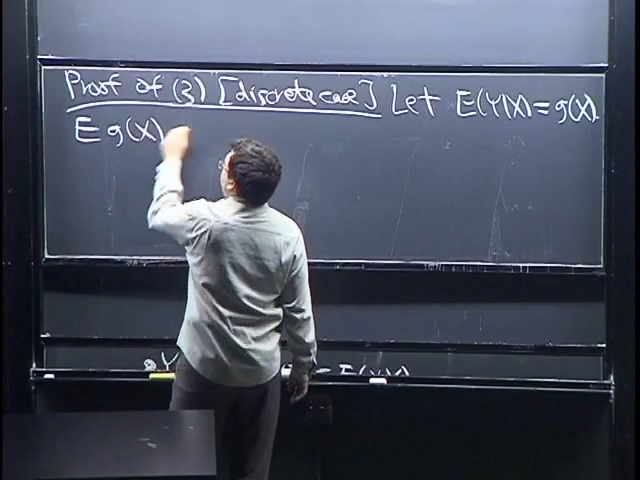 Proof of (3) [discrete case] Let E(Y|X) = g(X).
E g(X)